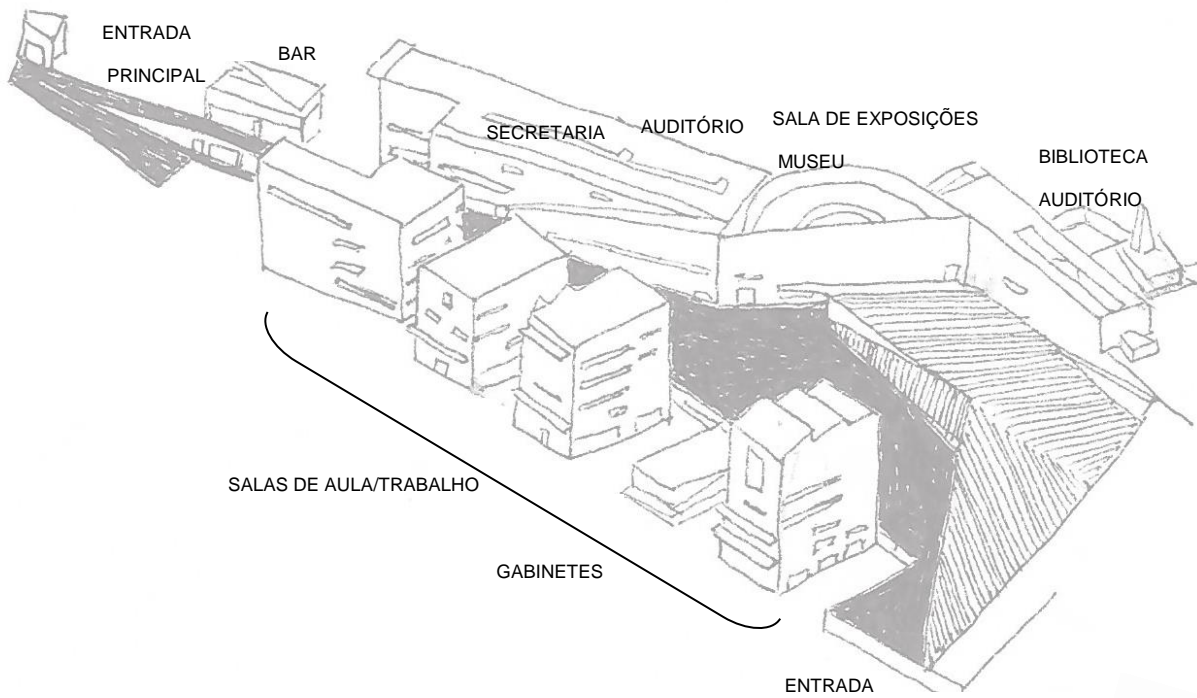 ENTRADA
PRINCIPAL
BAR
SECRETARIA
AUDITÓRIO
SALA DE EXPOSIÇÕES
MUSEU
BIBLIOTECA
AUDITÓRIO
SALAS DE AULA/TRABALHO
GABINETES
ENTRADA